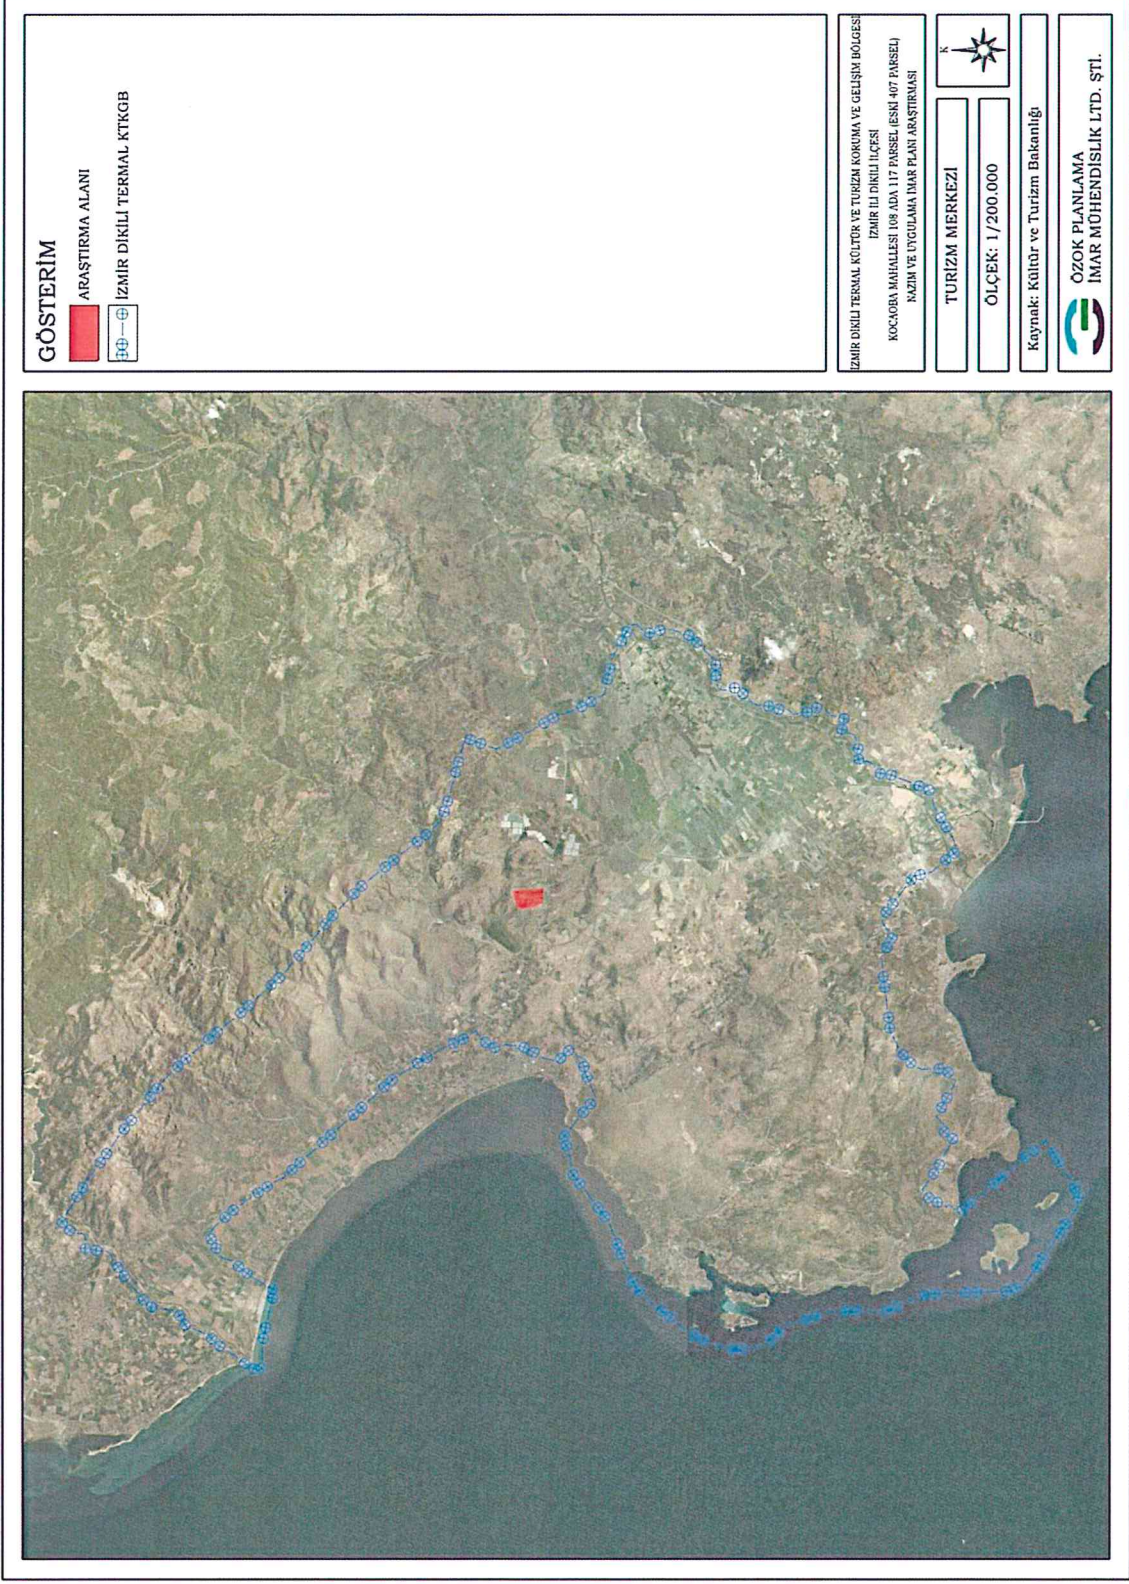 GÖSTERİM
ARAŞTIRMA ALANI
İZMİR DİKİLİ TERMAL KTKGB
İZMİR DİKİLİ TERMAL KÜLTÜR VE TURİZM KORUMA VE GELİŞİM BÖLGESİ
İZMİR İLİ DİKİLİ İLÇESİ
KOCAOBA MAHALLESİ 108 ADA 117 PARSEL (ESKİ 407 PARSEL)
NAZIM VE UYGULAMA İMAR PLANI ARAŞTIRMASI
TURİZM MERKEZİ
K
ÖLÇEK: 1/200.000
Kaynak: Kültür ve Turizm Bakanlığı
ÖZOK PLANLAMA
İMAR MÜHENDİSLİK LTD. ŞTİ.